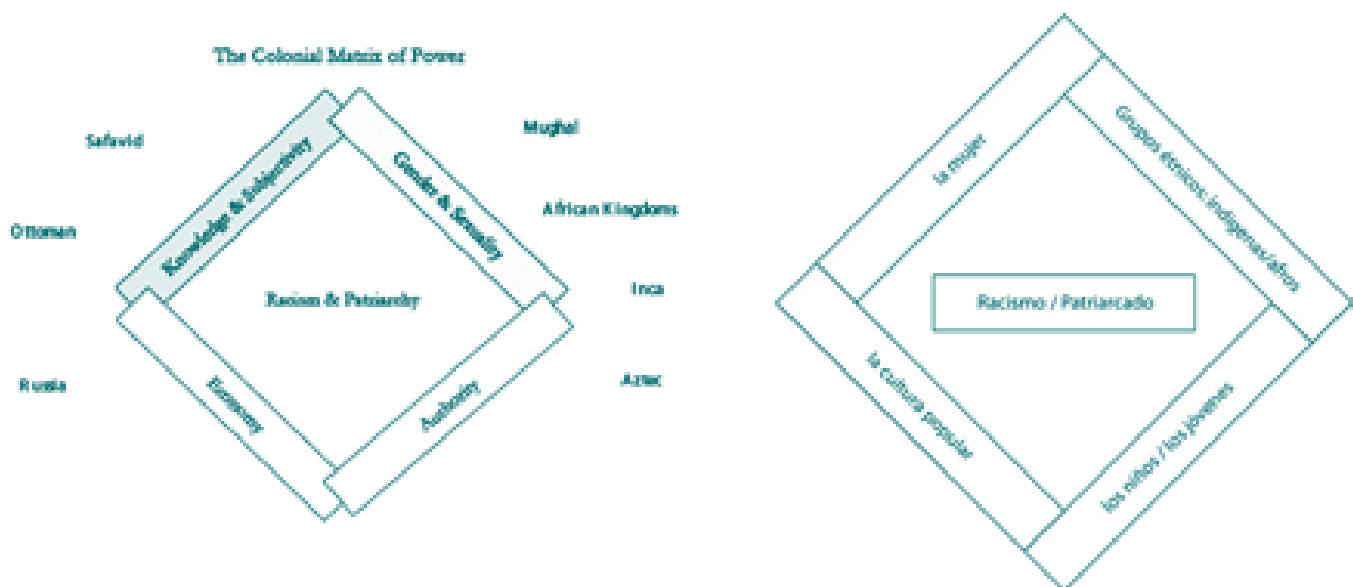 The Colonial Matrix of Power
Safavid
Mughal
Knowledge & Subjectivity
Gender & Sexuality
African Kingdoms
Ottoman
Racism & Patriarchy
Inca
Russia
Economy
Authority
Aztec
la mujer
Grupos étnicos indígenas/afros
Racismo / Patriarcado
la cultura popular
los niños / los jóvenes